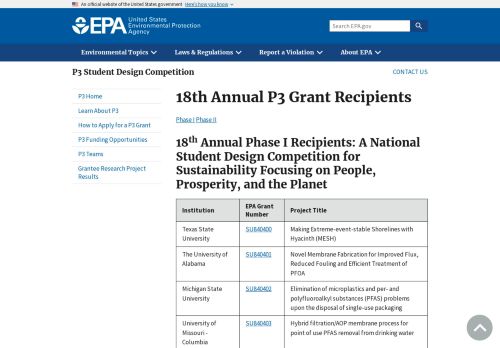 An official website of the United States government Here's how you know
EPA United States
Environmental Protection
Agency
Search EPA.gov
Environmental Topics
Laws & Regulations
Report a Violation
About EPA
P3 Student Design Competition
CONTACT US
P3 Home
Learn About P3
How to Apply for a P3 Grant
P3 Funding Opportunities
P3 Teams
Grantee Research Project
Results
18th Annual P3 Grant Recipients
Phase I Phase II
18th Annual Phase I Recipients: A National
Student Design Competition for
Sustainability Focusing on People,
Prosperity, and the Planet
Institution
EPA Grant
Number
Project Title
Texas State
University
SU840400
Making Extreme-event-stable Shorelines with
Hyacinth (MESH)
The University of
Alabama
SU840401
Novel Membrane Fabrication for Improved Flux,
Reduced Fouling and Efficient Treatment of
PFOA
Michigan State
University
SU840402
Elimination of microplastics and per- and
polyfluoroalkyl substances (PFAS) problems
upon the disposal of single-use packaging
University of
Missouri -
Columbia
SU840403
Hybrid filtration/AOP membrane process for
point of use PFAS removal from drinking water